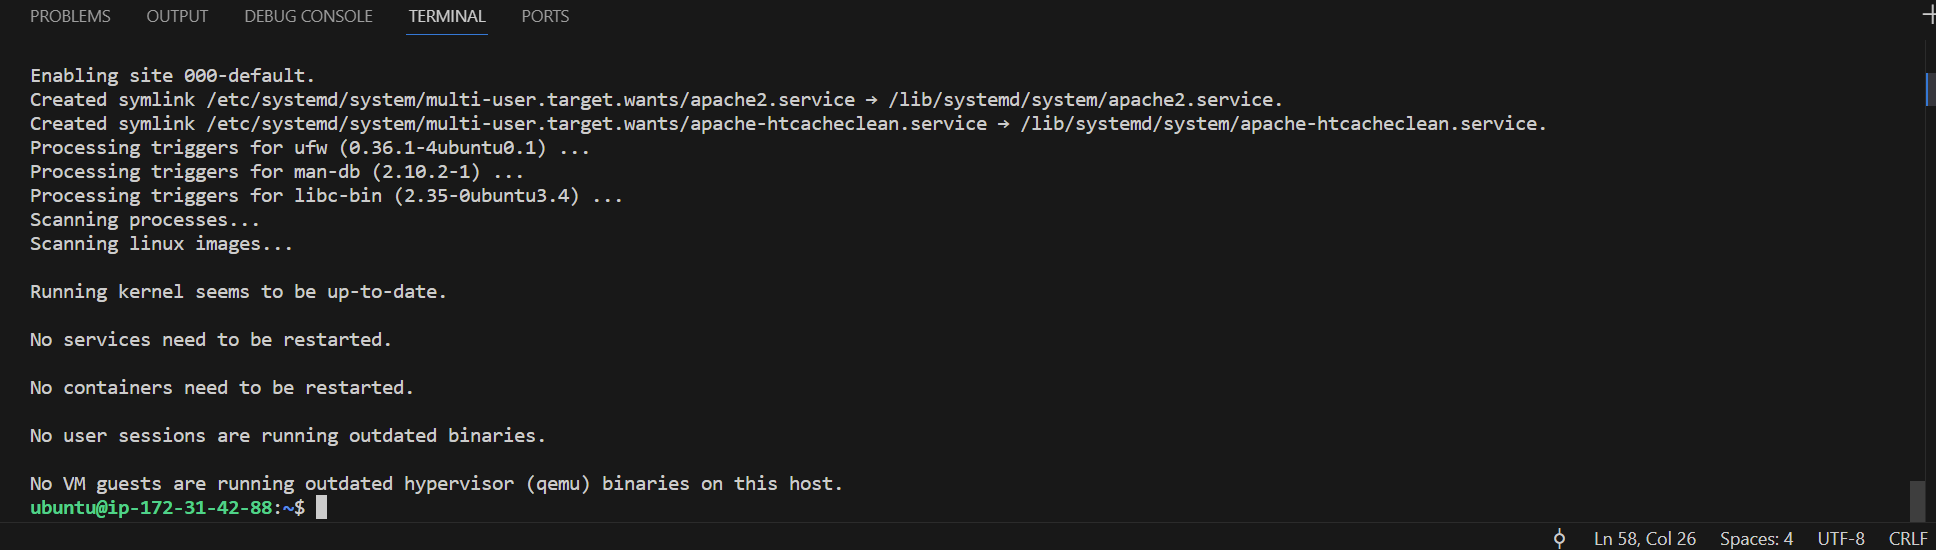 PROBLEMS OUTPUT DEBUG CONSOLE TERMINAL PORTS
Enabling site 000-default.
Created symlink /etc/systemd/system/multi-user.target.wants/apache2.service → /lib/systemd/system/apache2.service.
Created symlink /etc/systemd/system/multi-user.target.wants/apache-htcacheclean.service → /lib/systemd/system/apache-htcacheclean.service.
Processing triggers for ufw (0.36.1-4ubuntu0.1) ...
Processing triggers for man-db (2.10.2-1) ...
Processing triggers for libc-bin (2.35-0ubuntu3.4) ...
Scanning processes...
Scanning linux images...
Running kernel seems to be up-to-date.
No services need to be restarted.
No containers need to be restarted.
No user sessions are running outdated binaries.
No VM guests are running outdated hypervisor (qemu) binaries on this host.
ubuntu@ip-172-31-42-88:~$
Ln 58, Col 26 Spaces: 4 UTF-8 CRLF